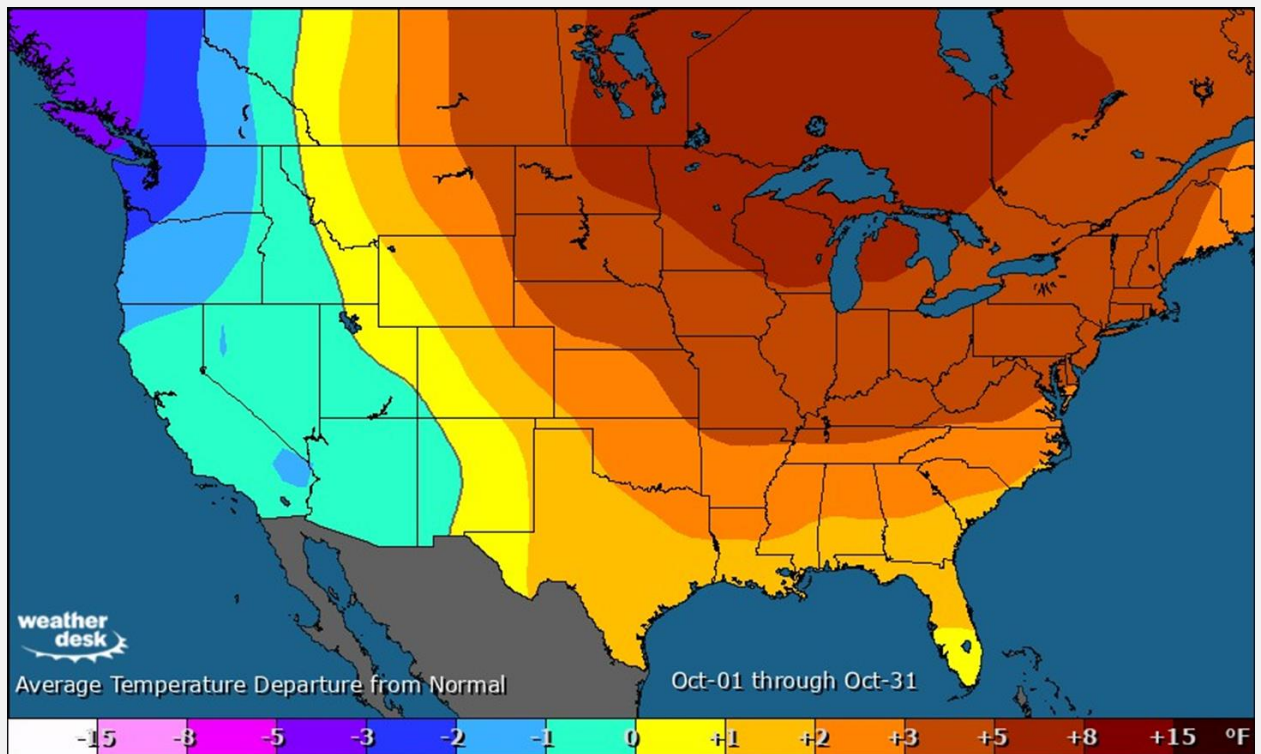 weather
desk
Average Temperature Departure from Normal
Oct-01 through Oct-31
-15 -8 -5 -3 -2 -1 0 +1 +2 +3 +5 +8 +15 °F